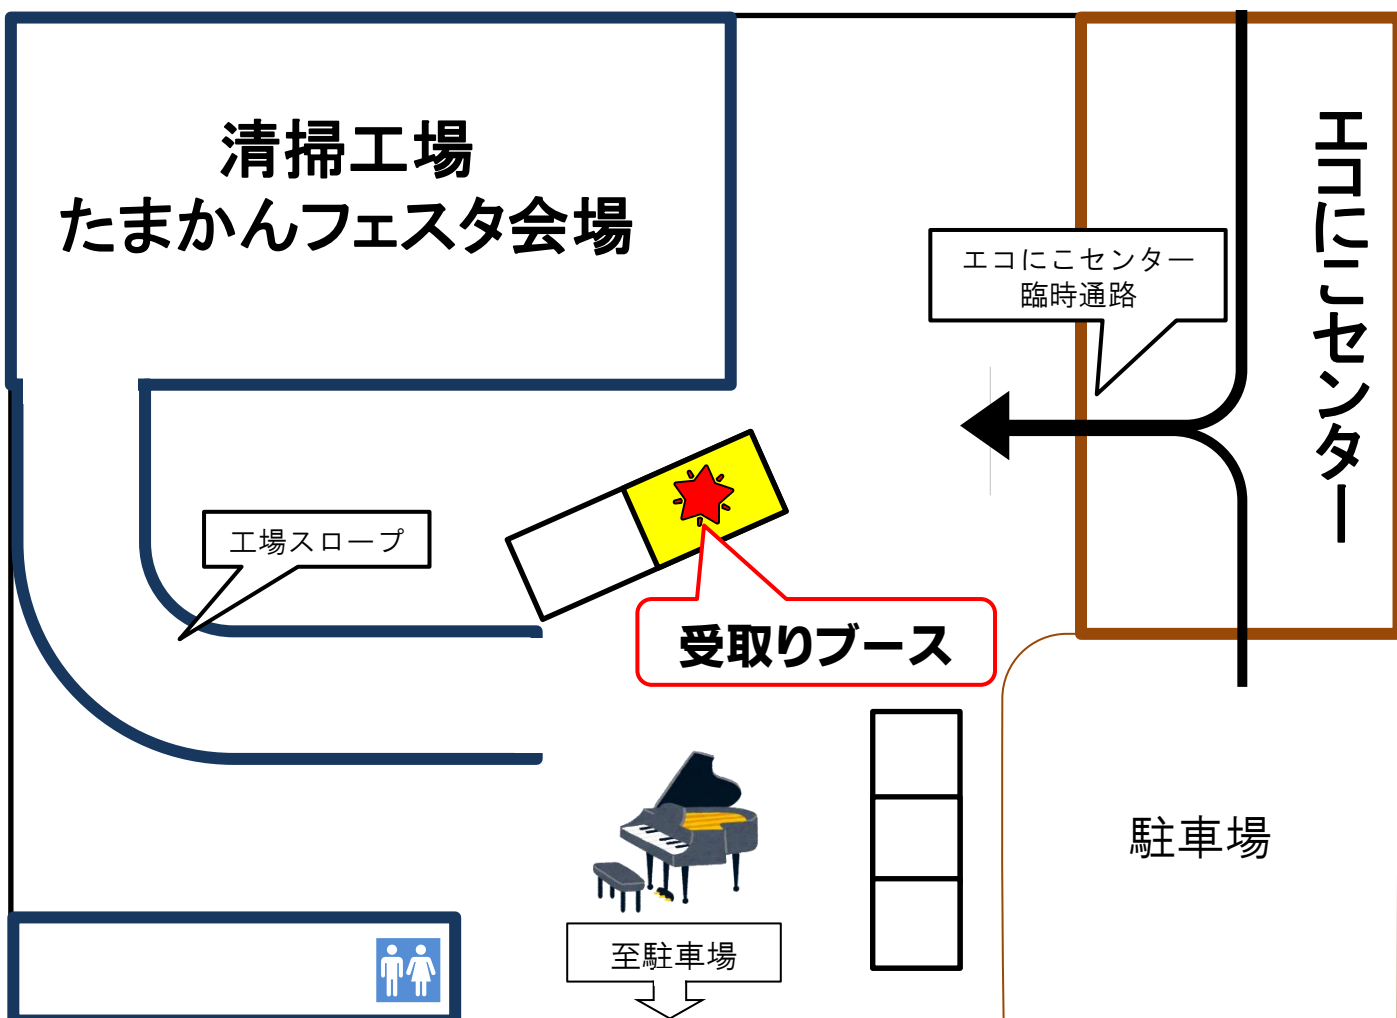 清掃工場
たまかんフェスタ会場
エコにこセンター
エコにこセンター
臨時通路
工場スロープ
受取りブース
駐車場
至駐車場